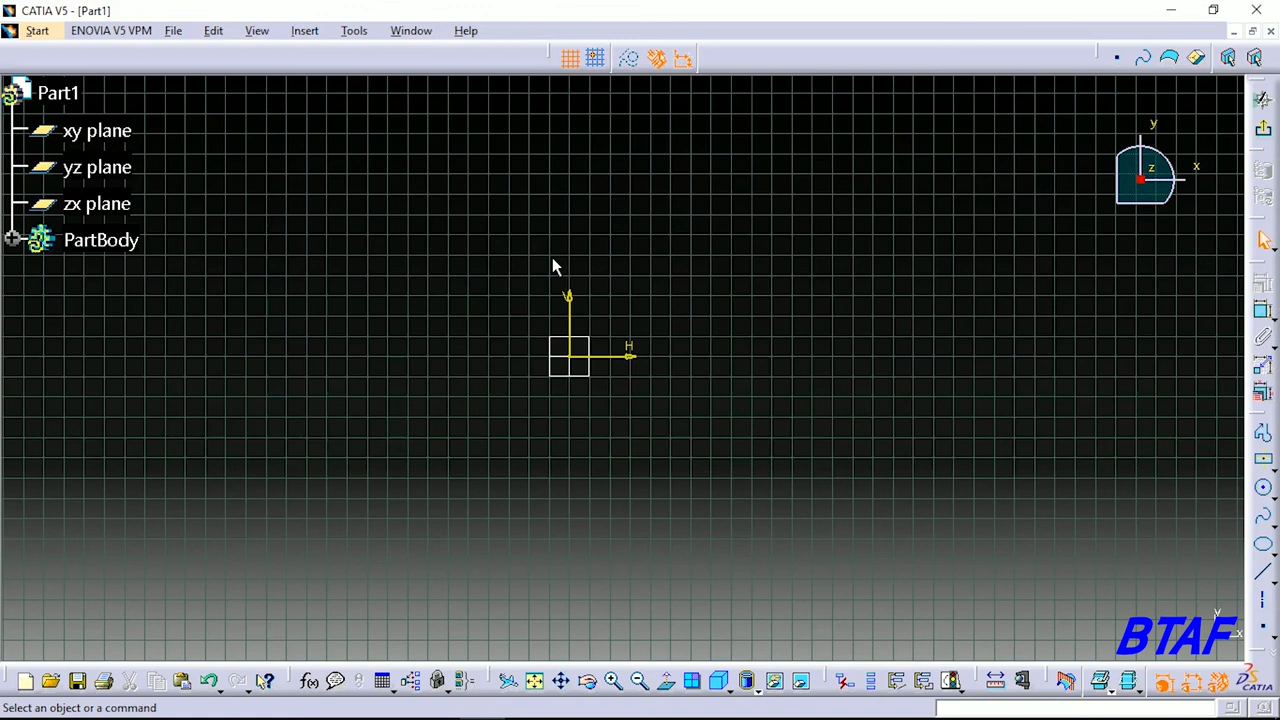 CATIA V5 - [Part1]
Start ENOVIA V5 VPM File Edit View Insert Tools Window Help
Part1
xy plane
yz plane
zx plane
PartBody
y
x
z
V
H
y
x
BTAF
f(x)
CATIA
Select an object or a command